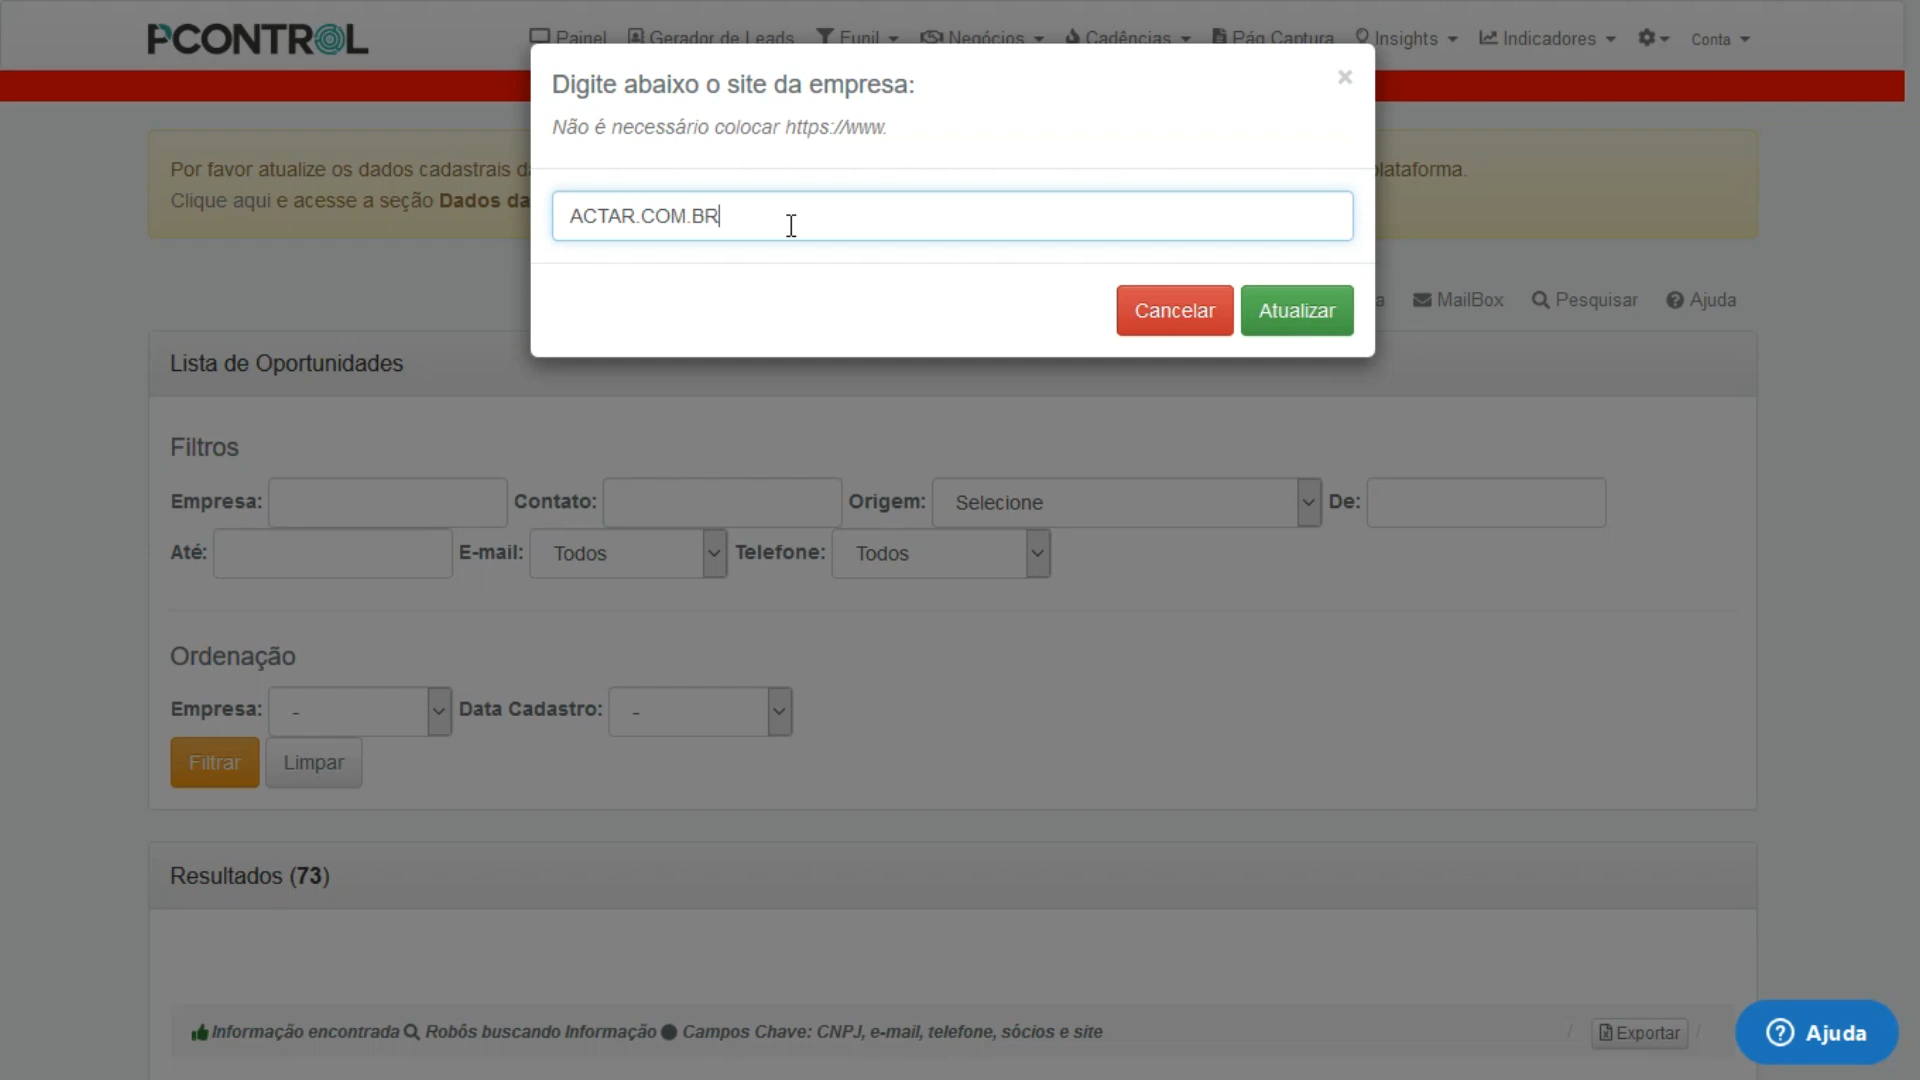 PCONTROL
Painel Gerador de Leads Funil Negócios Cadências Pág Captura Insights Indicadores Conta
Digite abaixo o site da empresa:
×
Não é necessário colocar https://www.
Por favor atualize os dados cadastrais d
lataforma.
Clique aqui e acesse a seção Dados da
ACTAR.COM.BR
Cancelar Atualizar
a MailBox Pesquisar Ajuda
Lista de Oportunidades
Filtros
Empresa: Contato: Origem: Selecione De:
Até: E-mail: Todos Telefone: Todos
Ordenação
Empresa: - Data Cadastro: -
Filtrar Limpar
Resultados (73)
Informação encontrada Robôs buscando Informação Campos Chave: CNPJ, e-mail, telefone, sócios e site / Exportar /
? Ajuda